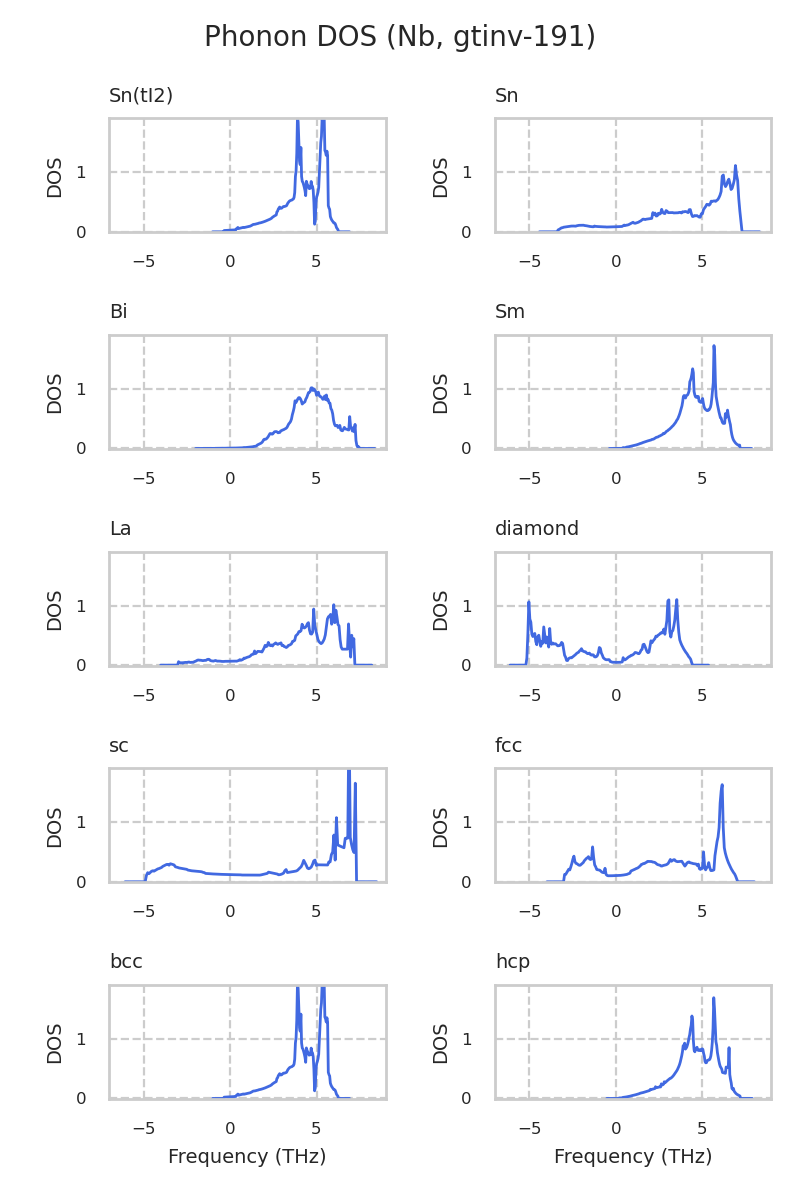 Phonon DOS (Nb, gtinv-191)
Sn(tI2)
DOS
1
0
−5 0 5
Sn
DOS
1
0
−5 0 5
Bi
DOS
1
0
−5 0 5
Sm
DOS
1
0
−5 0 5
La
DOS
1
0
−5 0 5
diamond
DOS
1
0
−5 0 5
sc
DOS
1
0
−5 0 5
fcc
DOS
1
0
−5 0 5
bcc
DOS
1
0
−5 0 5
Frequency (THz)
hcp
DOS
1
0
−5 0 5
Frequency (THz)